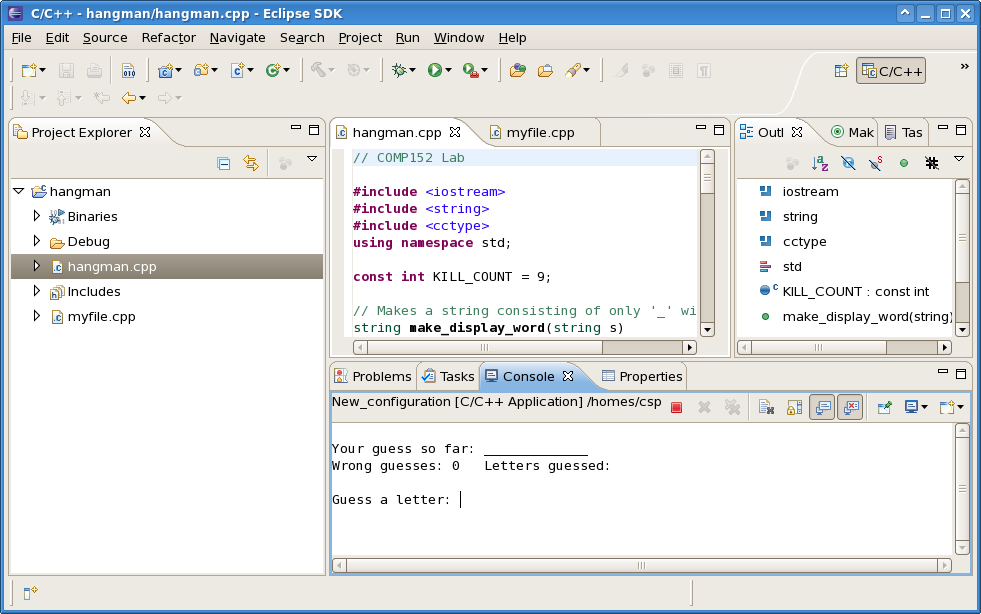 C/C++ - hangman/hangman.cpp - Eclipse SDK
File Edit Source Refactor Navigate Search Project Run Window Help
010
C/C++ »
Project Explorer
hangman
Binaries
Debug
hangman.cpp
Includes
myfile.cpp
hangman.cpp myfile.cpp
// COMP152 Lab
#include <iostream>
#include <string>
#include <cctype>
using namespace std;
const int KILL_COUNT = 9;
// Makes a string consisting of only '_' wi
string make_display_word(string s)
Outl Mak Tas
iostream
string
cctype
std
KILL_COUNT : const int
make_display_word(string)
Problems Tasks Console Properties
New_configuration [C/C++ Application] /homes/csp
Your guess so far: _____________
Wrong guesses: 0 Letters guessed:
Guess a letter: